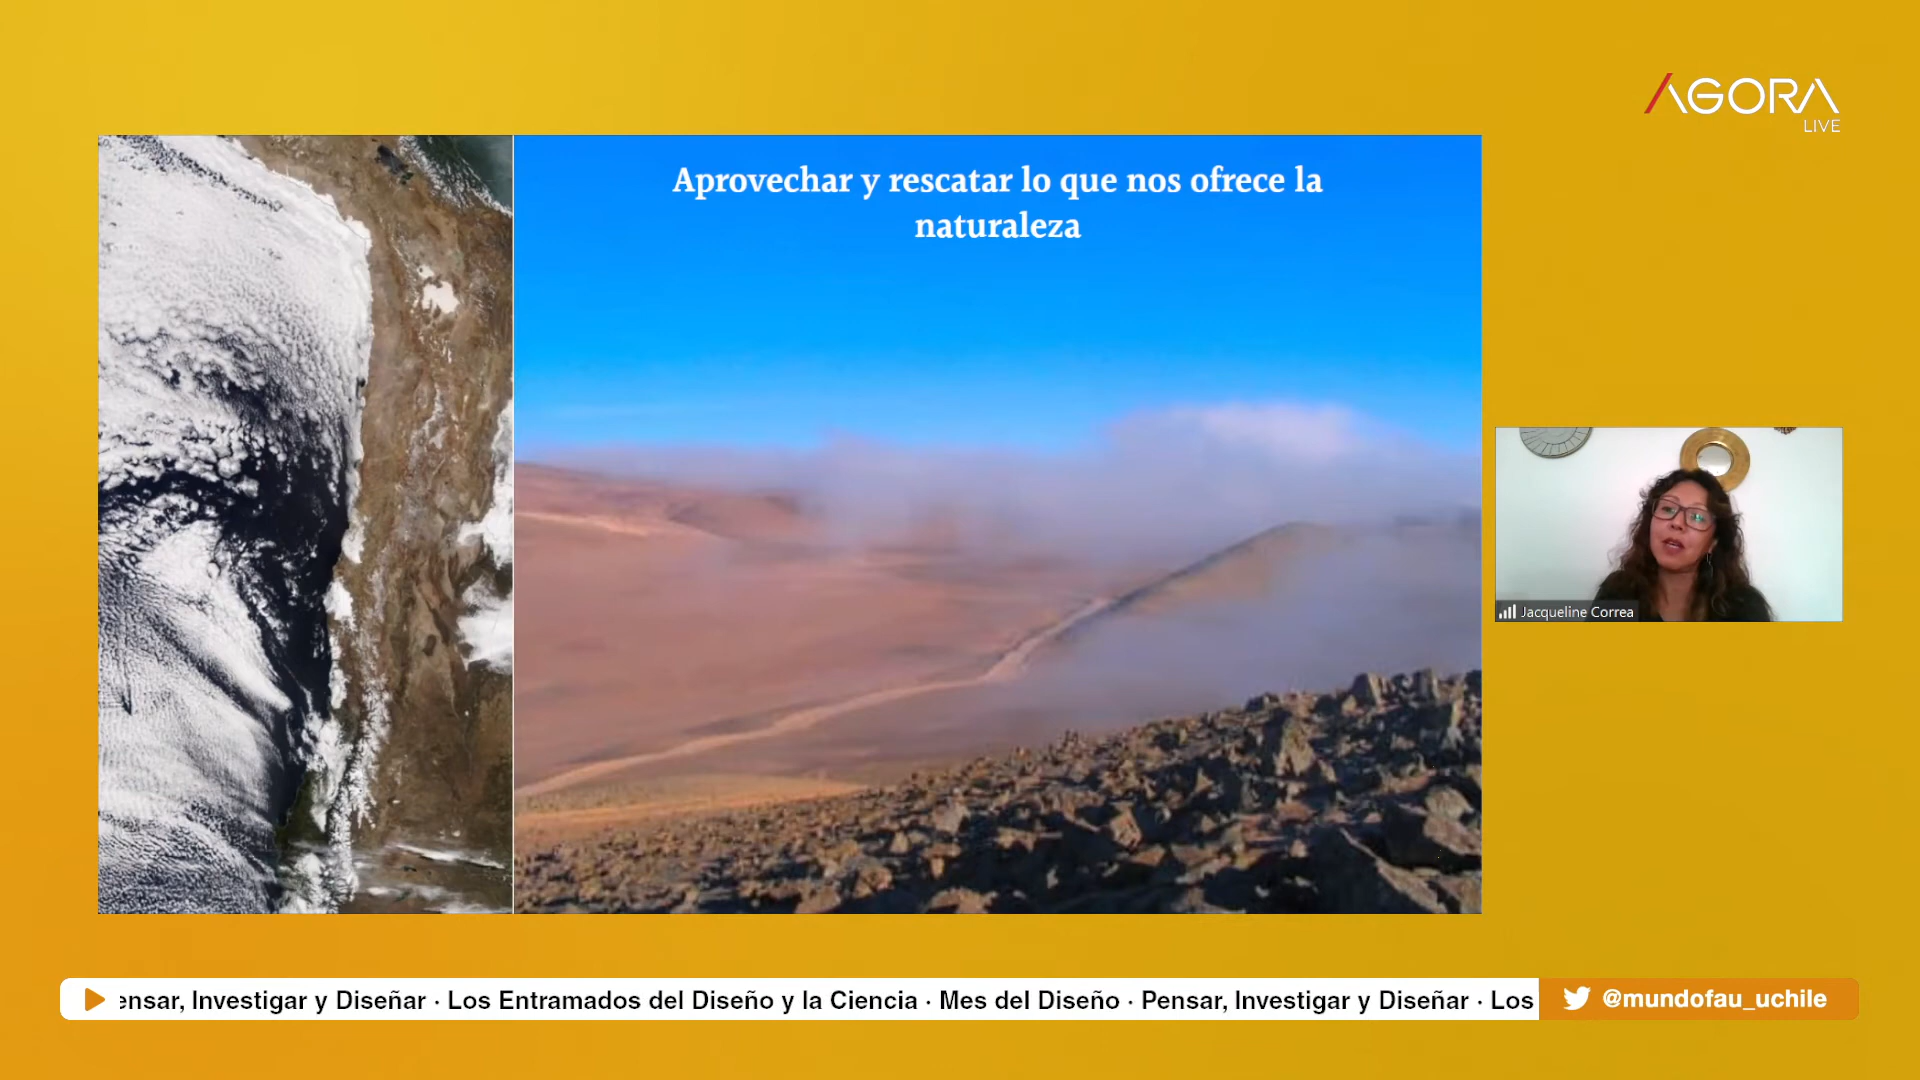 AGORA
LIVE
Aprovechar y rescatar lo que nos ofrece la
naturaleza
Jacqueline Correa
ensar, Investigar y Diseñar · Los Entramados del Diseño y la Ciencia · Mes del Diseño · Pensar, Investigar y Diseñar · Los
@mundofau_uchile